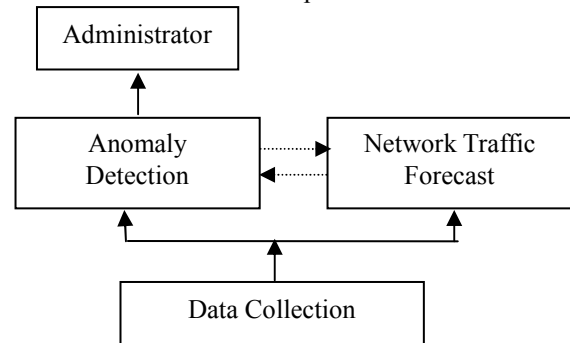 Administrator
Anomaly
Detection
Network Traffic
Forecast
Data Collection